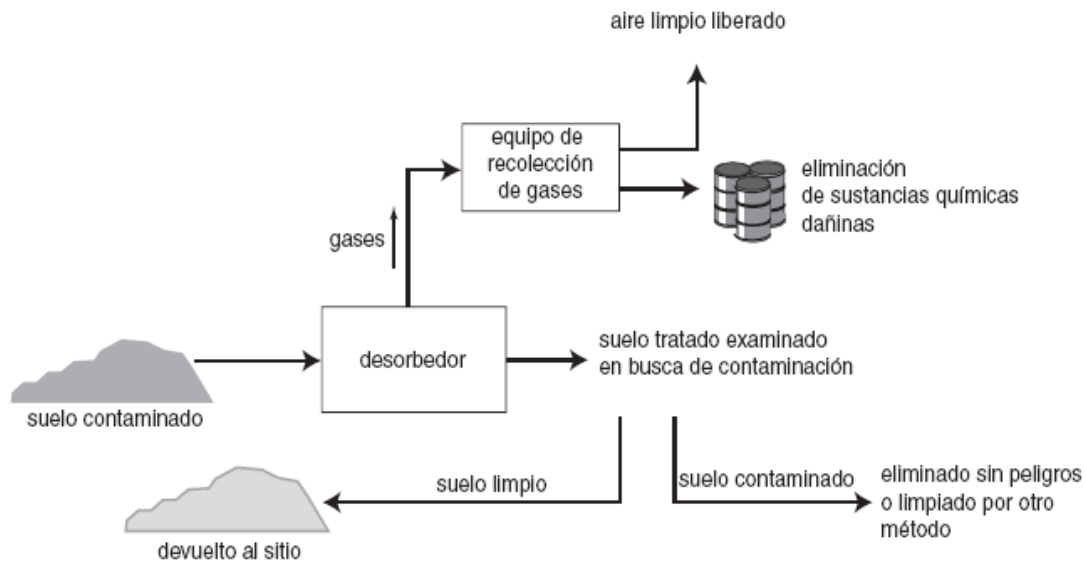 aire limpio liberado
equipo de
recolección
de gases
eliminación
de sustancias químicas
dañinas
gases
desorbedor
suelo tratado examinado
en busca de contaminación
suelo contaminado
suelo limpio
suelo contaminado
eliminado sin peligros
o limpiado por otro
método
devuelto al sitio